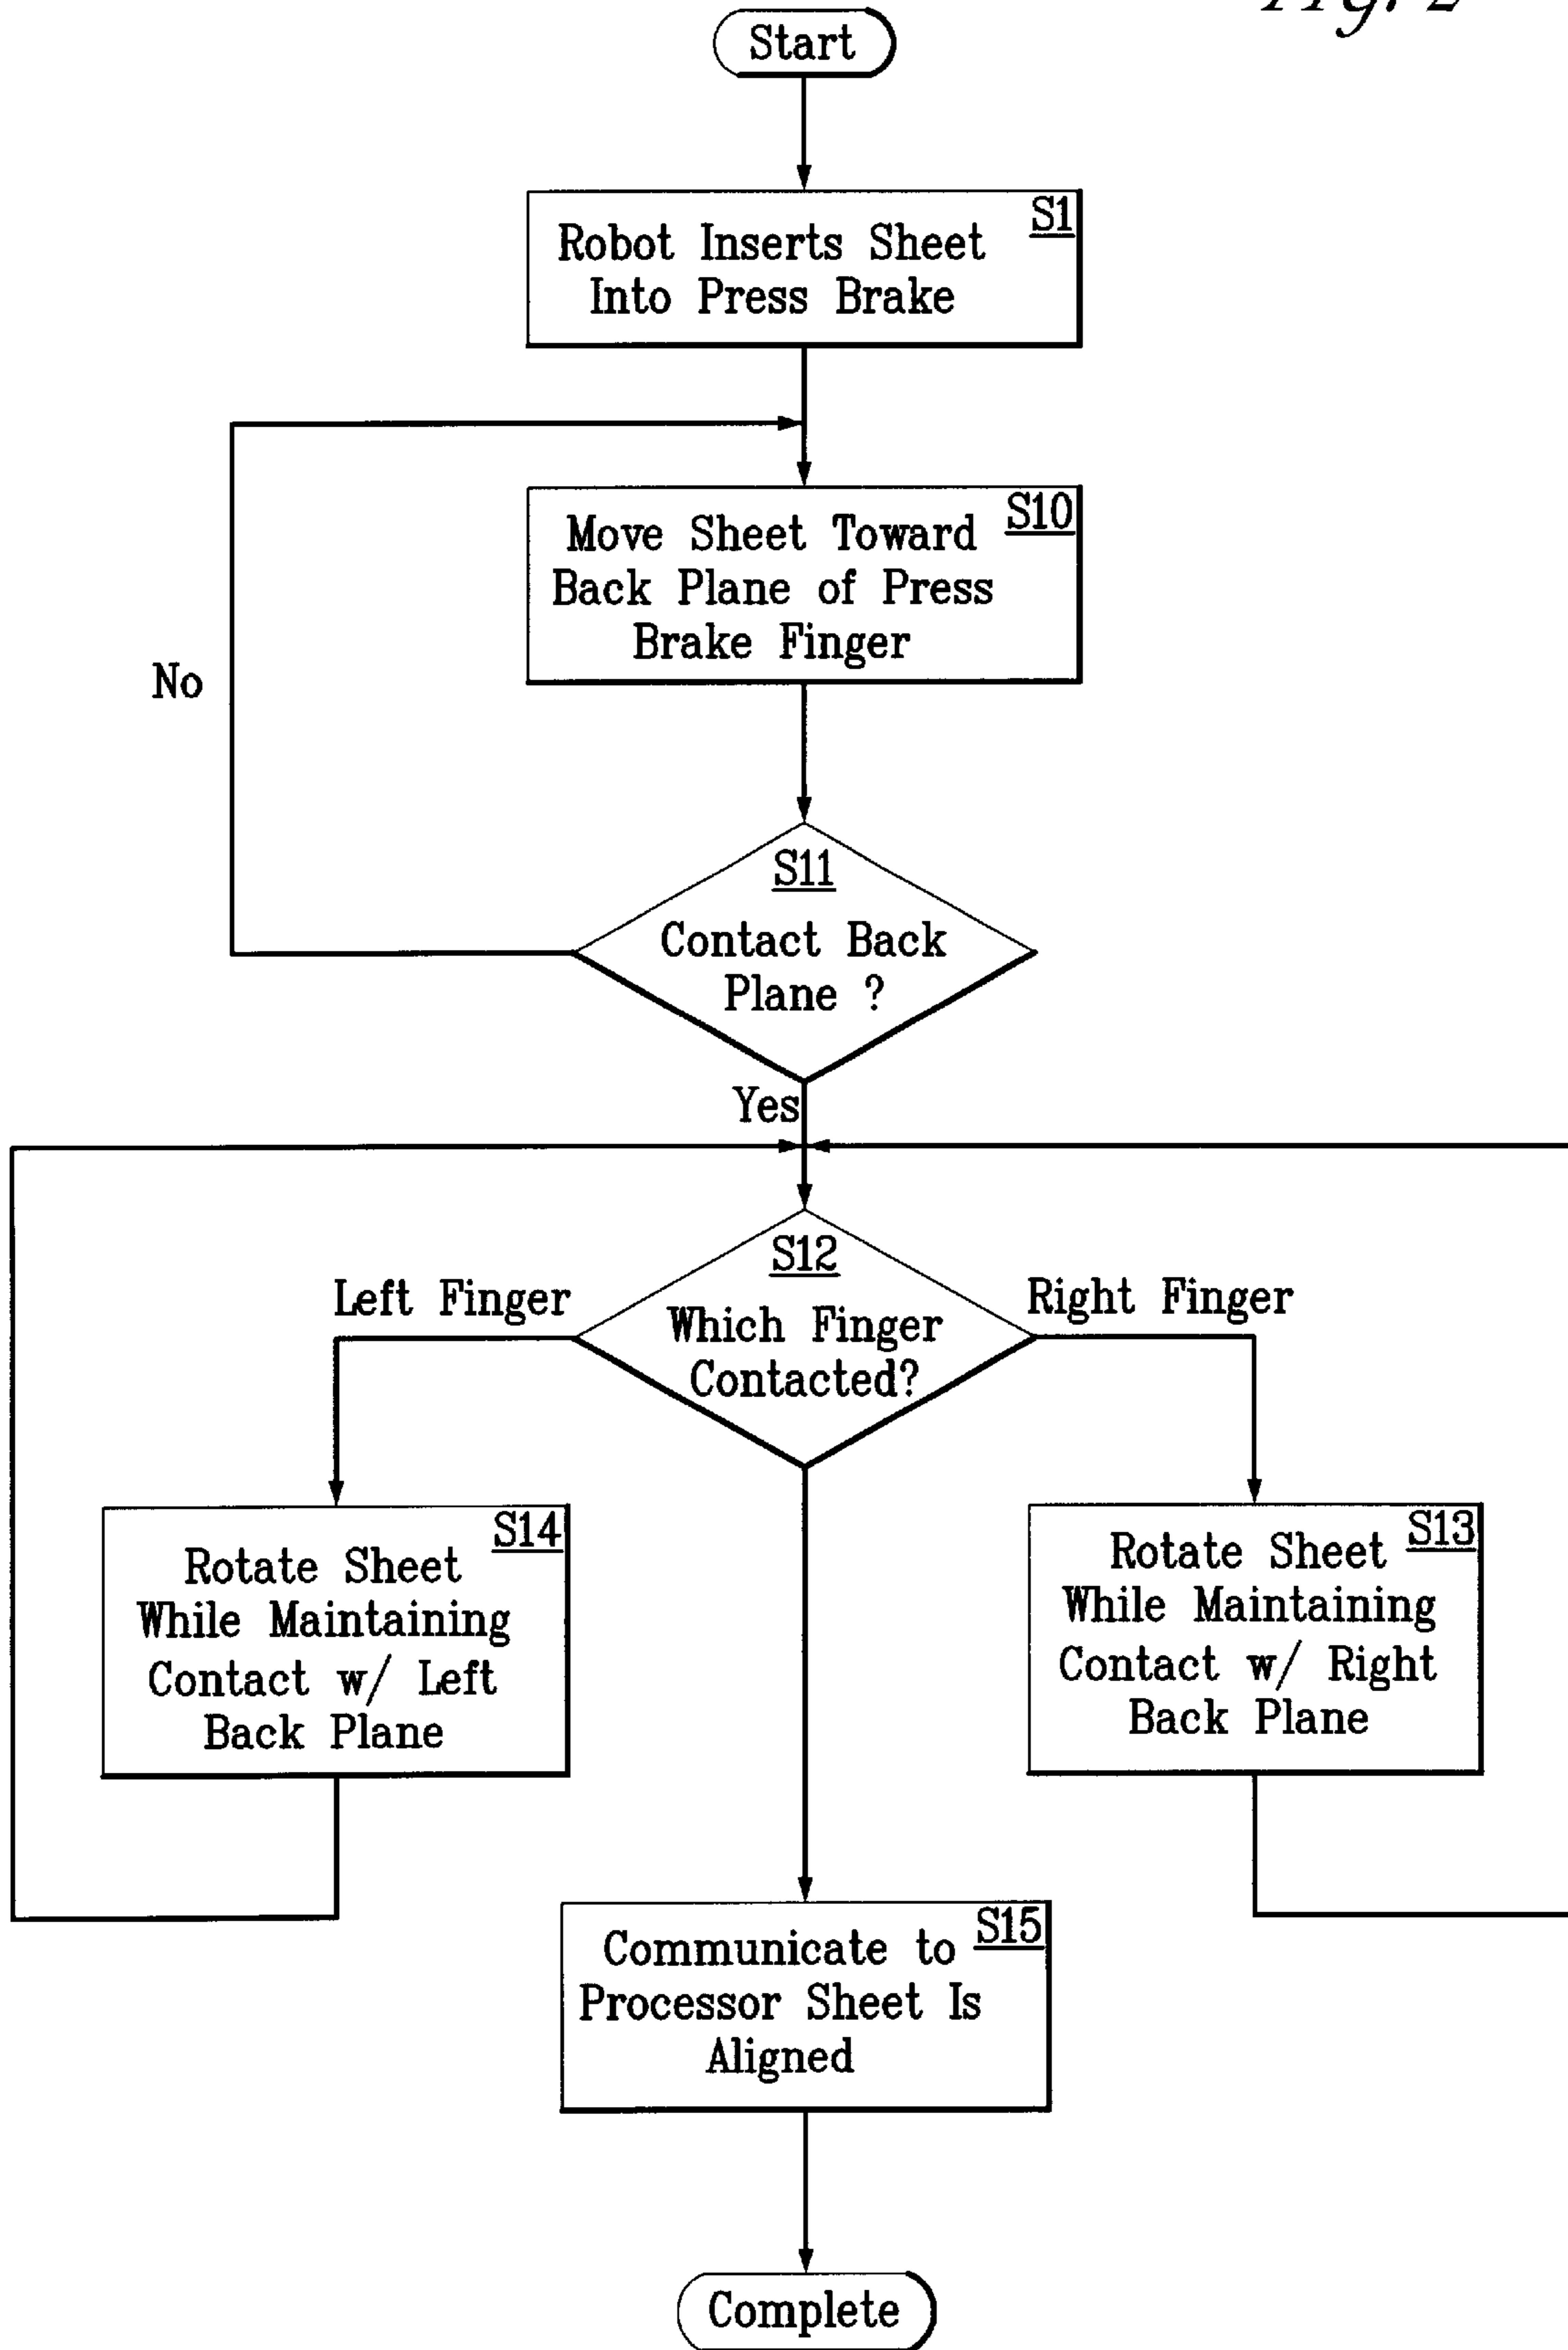 Fig. 2
Start
S1
Robot Inserts Sheet
Into Press Brake
S10
Move Sheet Toward
Back Plane of Press
Brake Finger
No
S11
Contact Back
Plane ?
Yes
S12
Which Finger
Contacted?
Left Finger
Right Finger
S14
Rotate Sheet
While Maintaining
Contact w/ Left
Back Plane
S13
Rotate Sheet
While Maintaining
Contact w/ Right
Back Plane
S15
Communicate to
Processor Sheet Is
Aligned
Complete